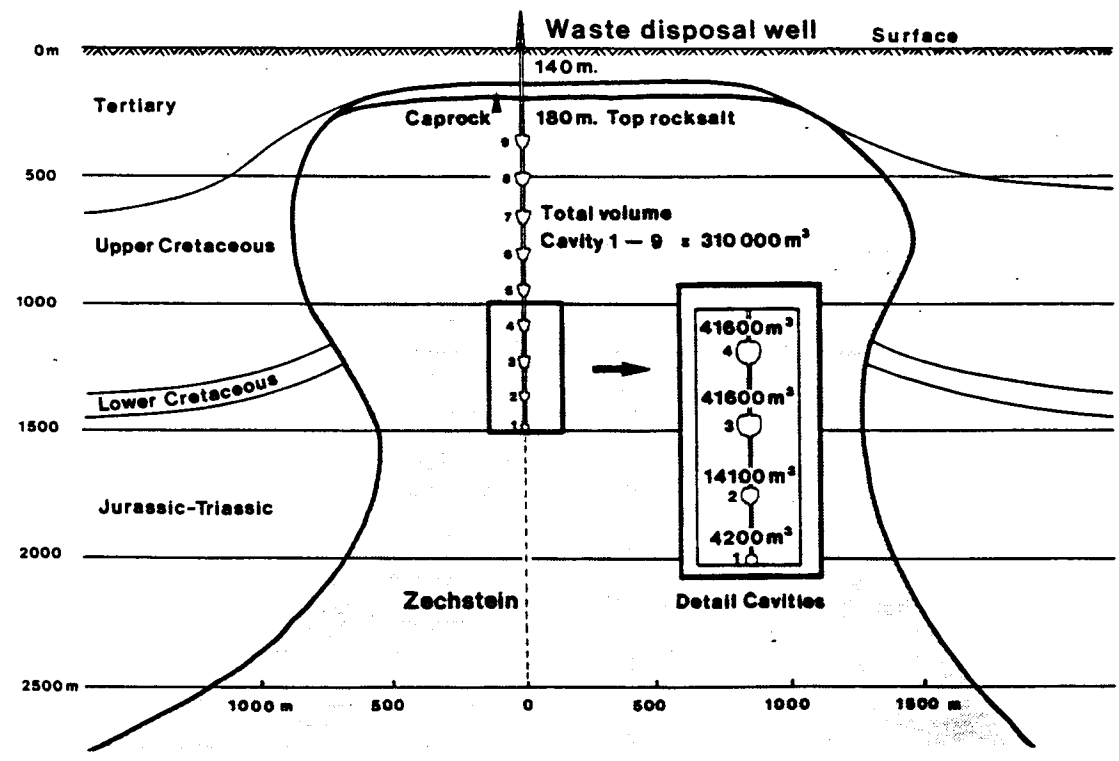 Waste disposal well
Surface
0m
140m.
Tertiary
Caprock
180m. Top rocksalt
9
500
8
7
Total volume
Cavity 1 – 9 = 310 000 m³
Upper Cretaceous
6
5
1000
4
3
2
1
41600 m³
4
41600 m³
3
14100 m³
2
4200 m³
1
Lower Cretaceous
1500
Jurassic-Triassic
2000
Zechstein
Detail Cavities
2500 m
1000 m 500 0 500 1000 1500 m